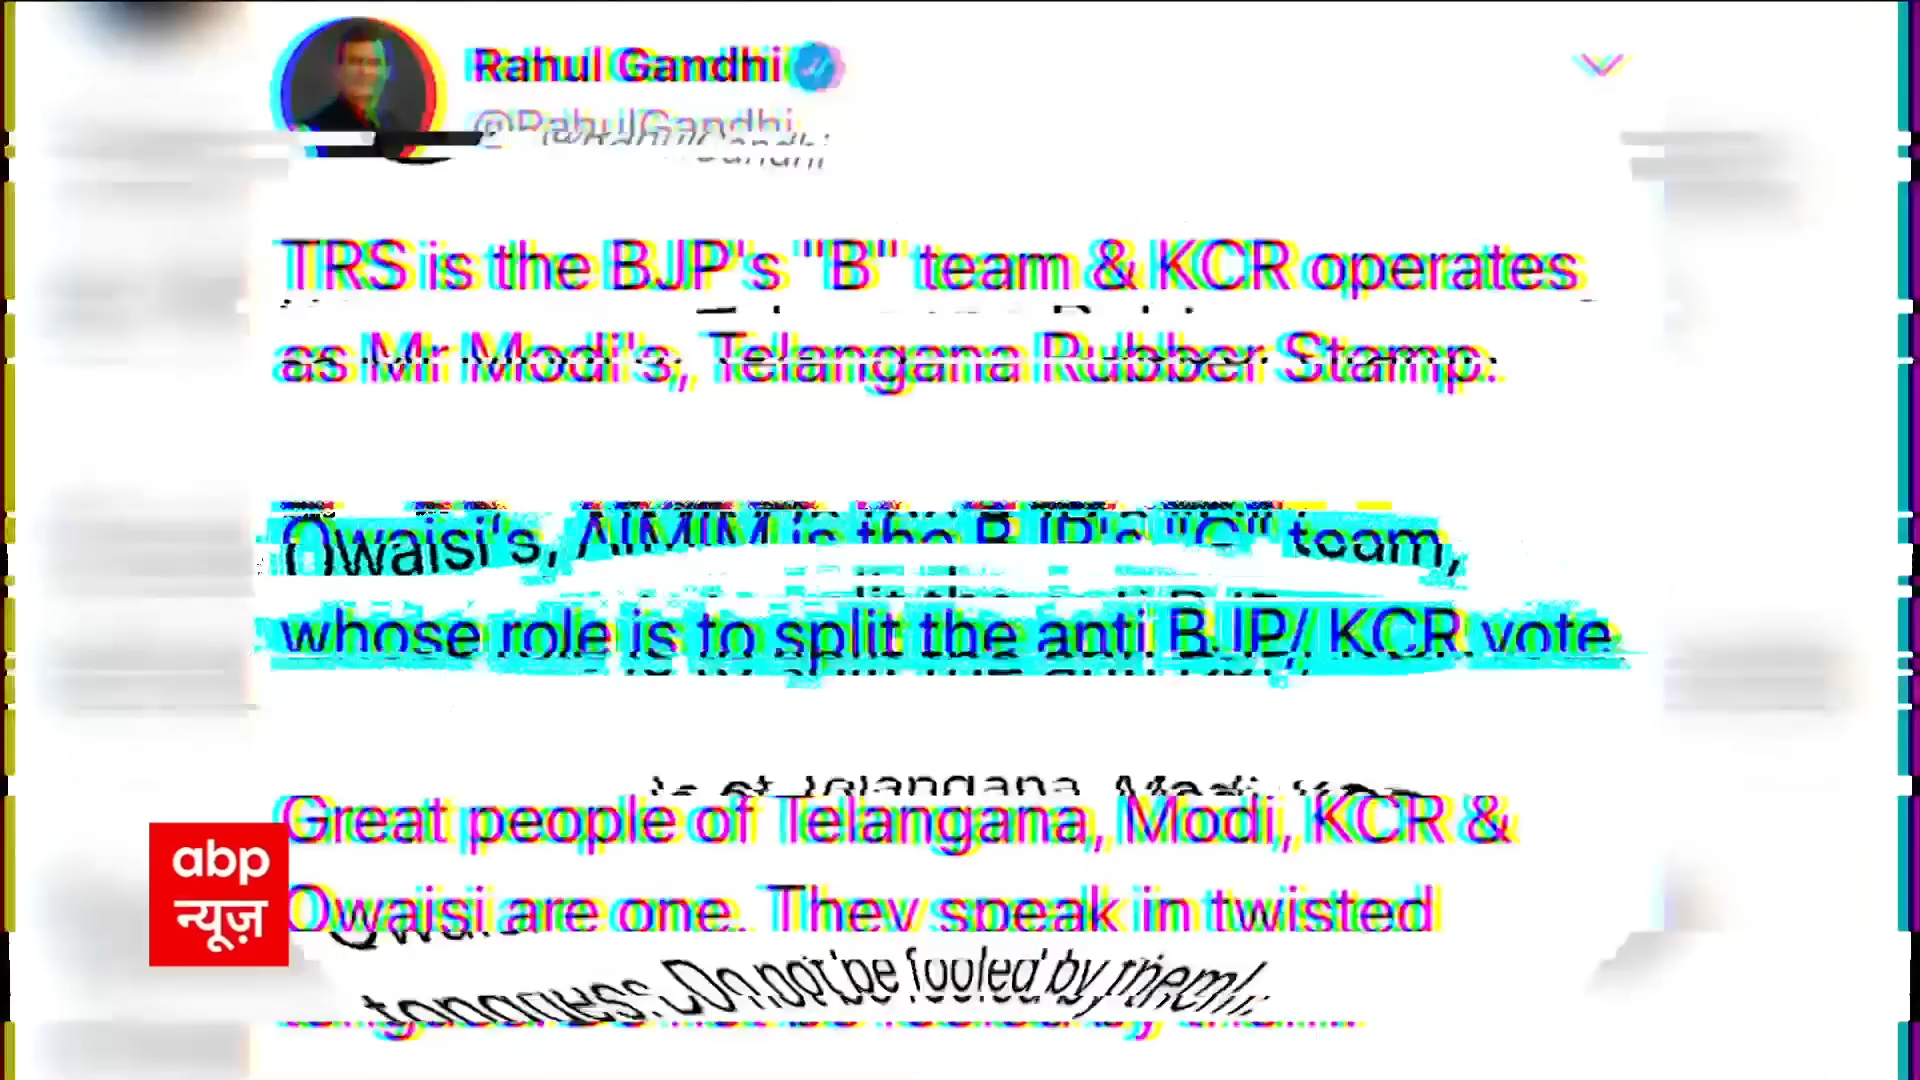 Rahul Gandhi
@RahulGandhi
TRS is the BJP's "B" team & KCR operates
as Mr Modi's, Telangana Rubber Stamp.
Owaisi's, AIMIM is the BJP's "C" team,
whose role is to split the anti BJP/ KCR vote
Great people of Telangana, Modi, KCR &
Owaisi are one. They speak in twisted
tongues. Do not be fooled by them!
abp
न्यूज़